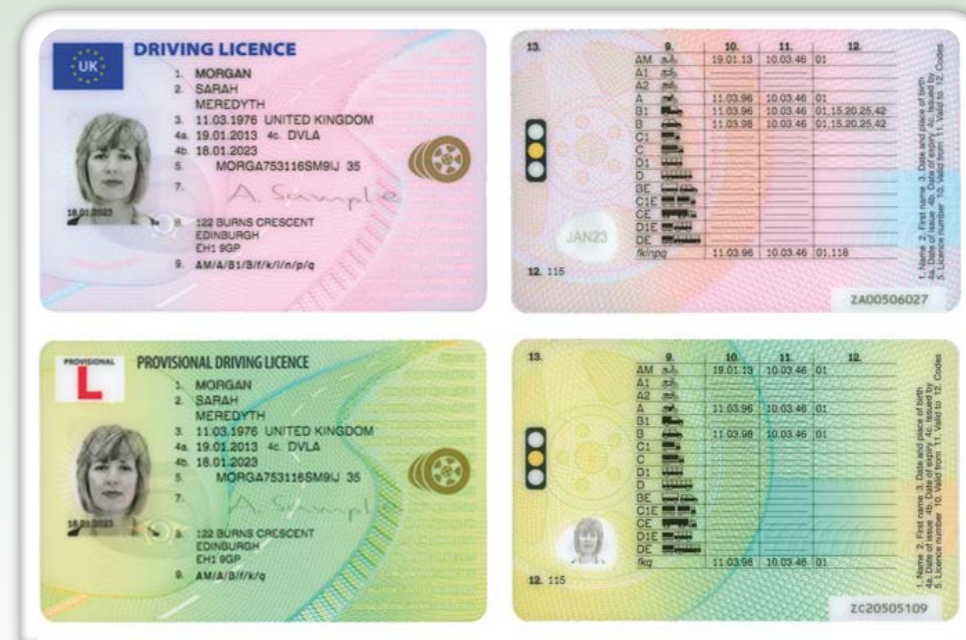 UK
DRIVING LICENCE
1. MORGAN
2. SARAH
MEREDYTH
3. 11.03.1976 UNITED KINGDOM
4a. 19.01.2013 4c. DVLA
4b. 18.01.2023
5. MORGA753116SM9IJ 35
7. A Sample
18.01.2023
8. 122 BURNS CRESCENT
EDINBURGH
EH1 9GP
9. AM/A/B1/B/f/k/l/n/p/q
13. 9. 10. 11. 12.
AM 19.01.13 10.03.46 01
A1
A2
A 11.03.96 10.03.46 01
B1 11.03.96 10.03.46 01,15.20.25.42
B 11.03.98 10.03.46 01,15.20.25.42
C1
C
D1
D
BE
C1E
CE
D1E
DE
fklnpq 11.03.96 10.03.46 01.118
JAN23
12. 115
1. Name 2. First name 3. Date and place of birth
4a. Date of issue 4b. Date of expiry 4c. Issued by
5. Licence number 10. Valid from 11. Valid to 12. Codes
ZA00506027
PROVISIONAL
L
PROVISIONAL DRIVING LICENCE
1. MORGAN
2. SARAH
MEREDYTH
3. 11.03.1976 UNITED KINGDOM
4a. 19.01.2013 4c. DVLA
4b. 18.01.2023
5. MORGA753116SM9IJ 35
7. A Sampl
18.01.2023
8. 122 BURNS CRESCENT
EDINBURGH
EH1 9GP
9. AM/A/B/f/k/q
13. 9. 10. 11. 12.
AM 19.01.13 10.03.46 01
A1
A2
A 11.03.96 10.03.46 01
B1
B 11.03.98 10.03.46 01
C1
C
D1
D
BE
C1E
CE
D1E
DE
fkq 11.03.96 10.03.46 01
12. 115
1. Name 2. First name 3. Date and place of birth
4a. Date of issue 4b. Date of expiry 4c. Issued by
5. Licence number 10. Valid from 11. Valid to 12. Codes
ZC20505109